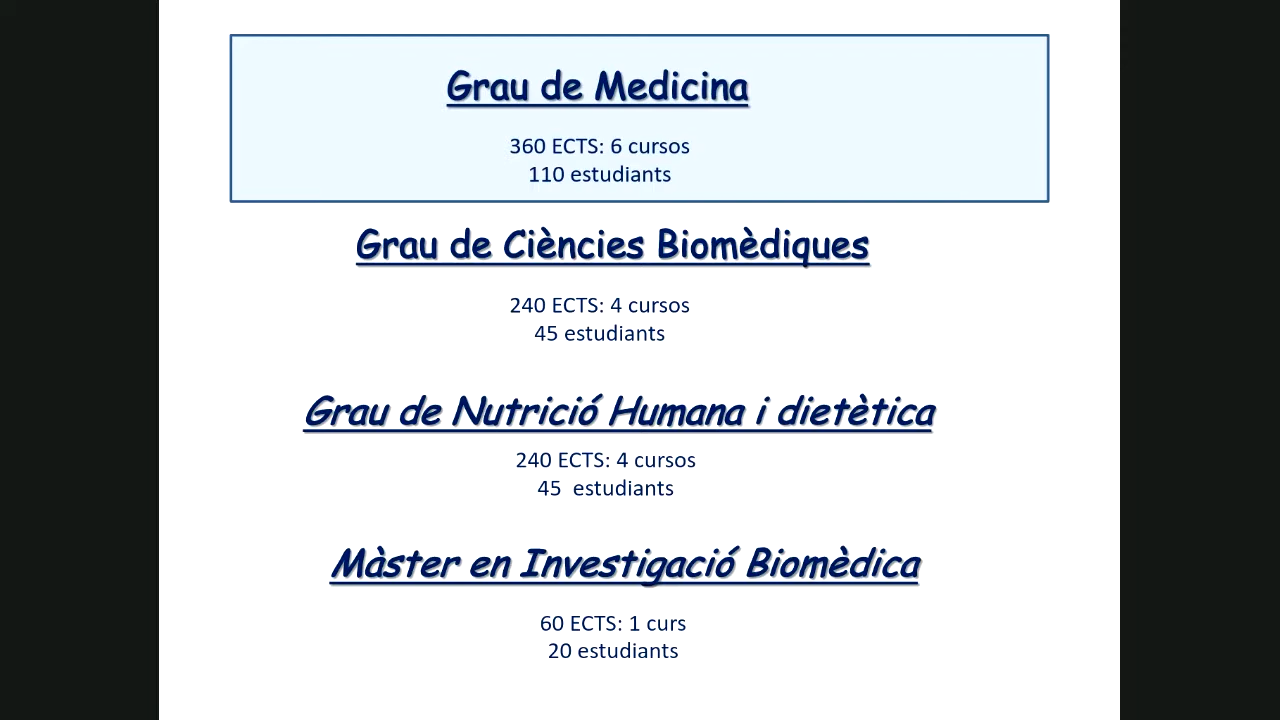 Grau de Medicina
360 ECTS: 6 cursos
110 estudiants
Grau de Ciències Biomèdiques
240 ECTS: 4 cursos
45 estudiants
Grau de Nutrició Humana i dietètica
240 ECTS: 4 cursos
45 estudiants
Màster en Investigació Biomèdica
60 ECTS: 1 curs
20 estudiants